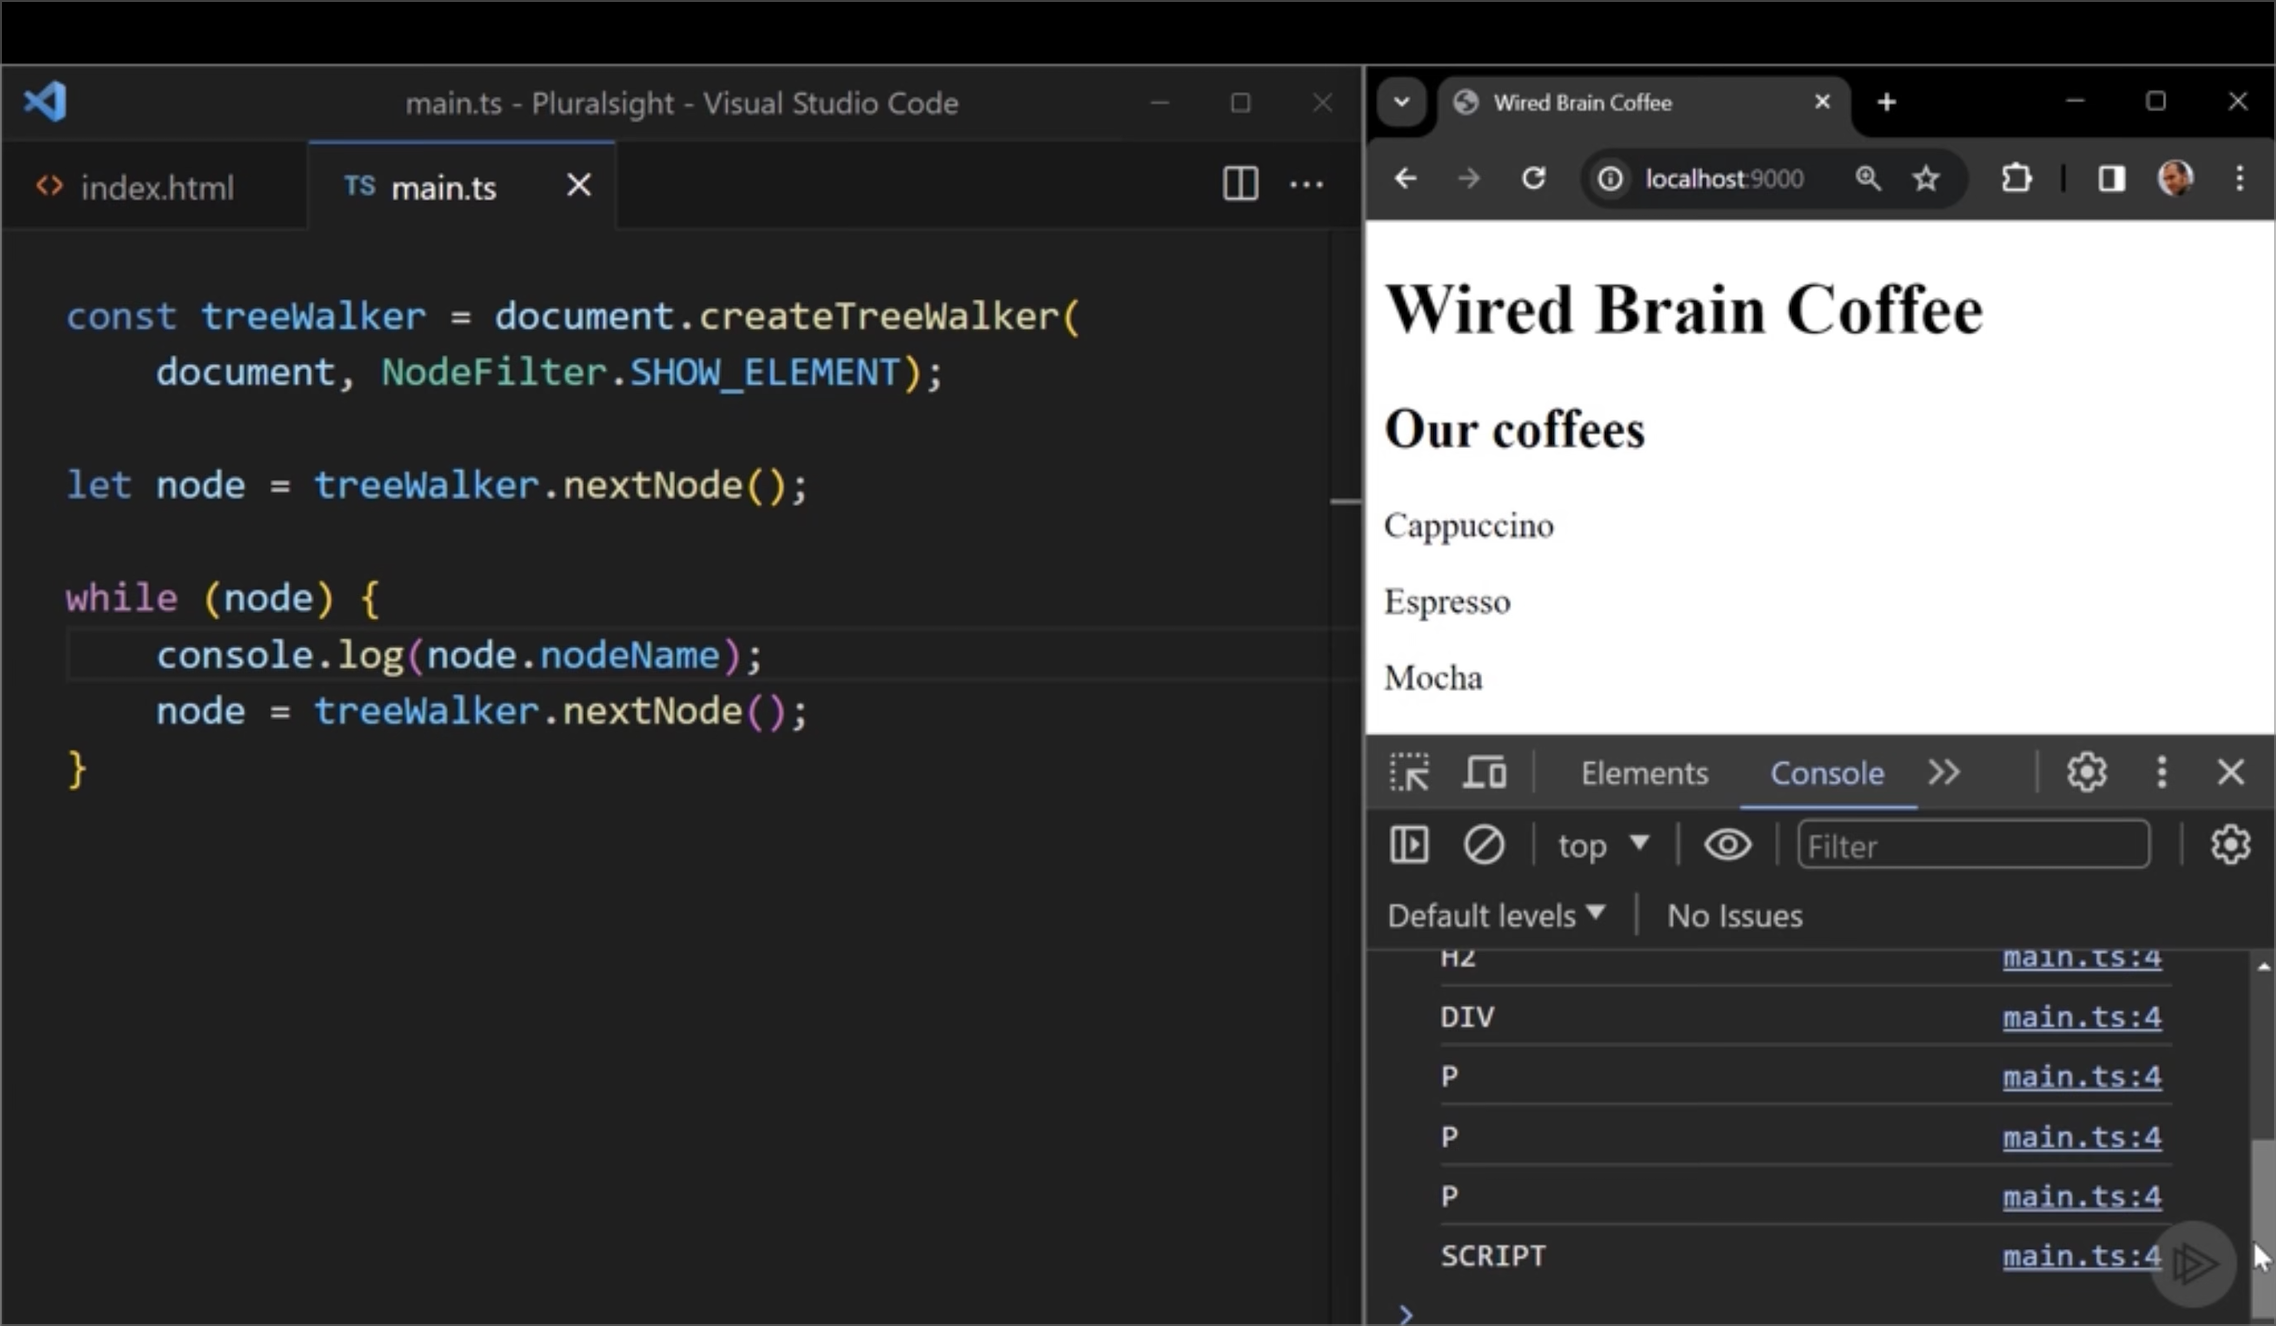 main.ts - Pluralsight - Visual Studio Code
<> index.html
TS main.ts
const treeWalker = document.createTreeWalker(
    document, NodeFilter.SHOW_ELEMENT);
let node = treeWalker.nextNode();
while (node) {
    console.log(node.nodeName);
    node = treeWalker.nextNode();
}
Wired Brain Coffee
localhost:9000
Wired Brain Coffee
Our coffees
Cappuccino
Espresso
Mocha
Elements Console
top Filter
Default levels No Issues
H2 main.ts:4
DIV main.ts:4
P main.ts:4
P main.ts:4
P main.ts:4
SCRIPT main.ts:4